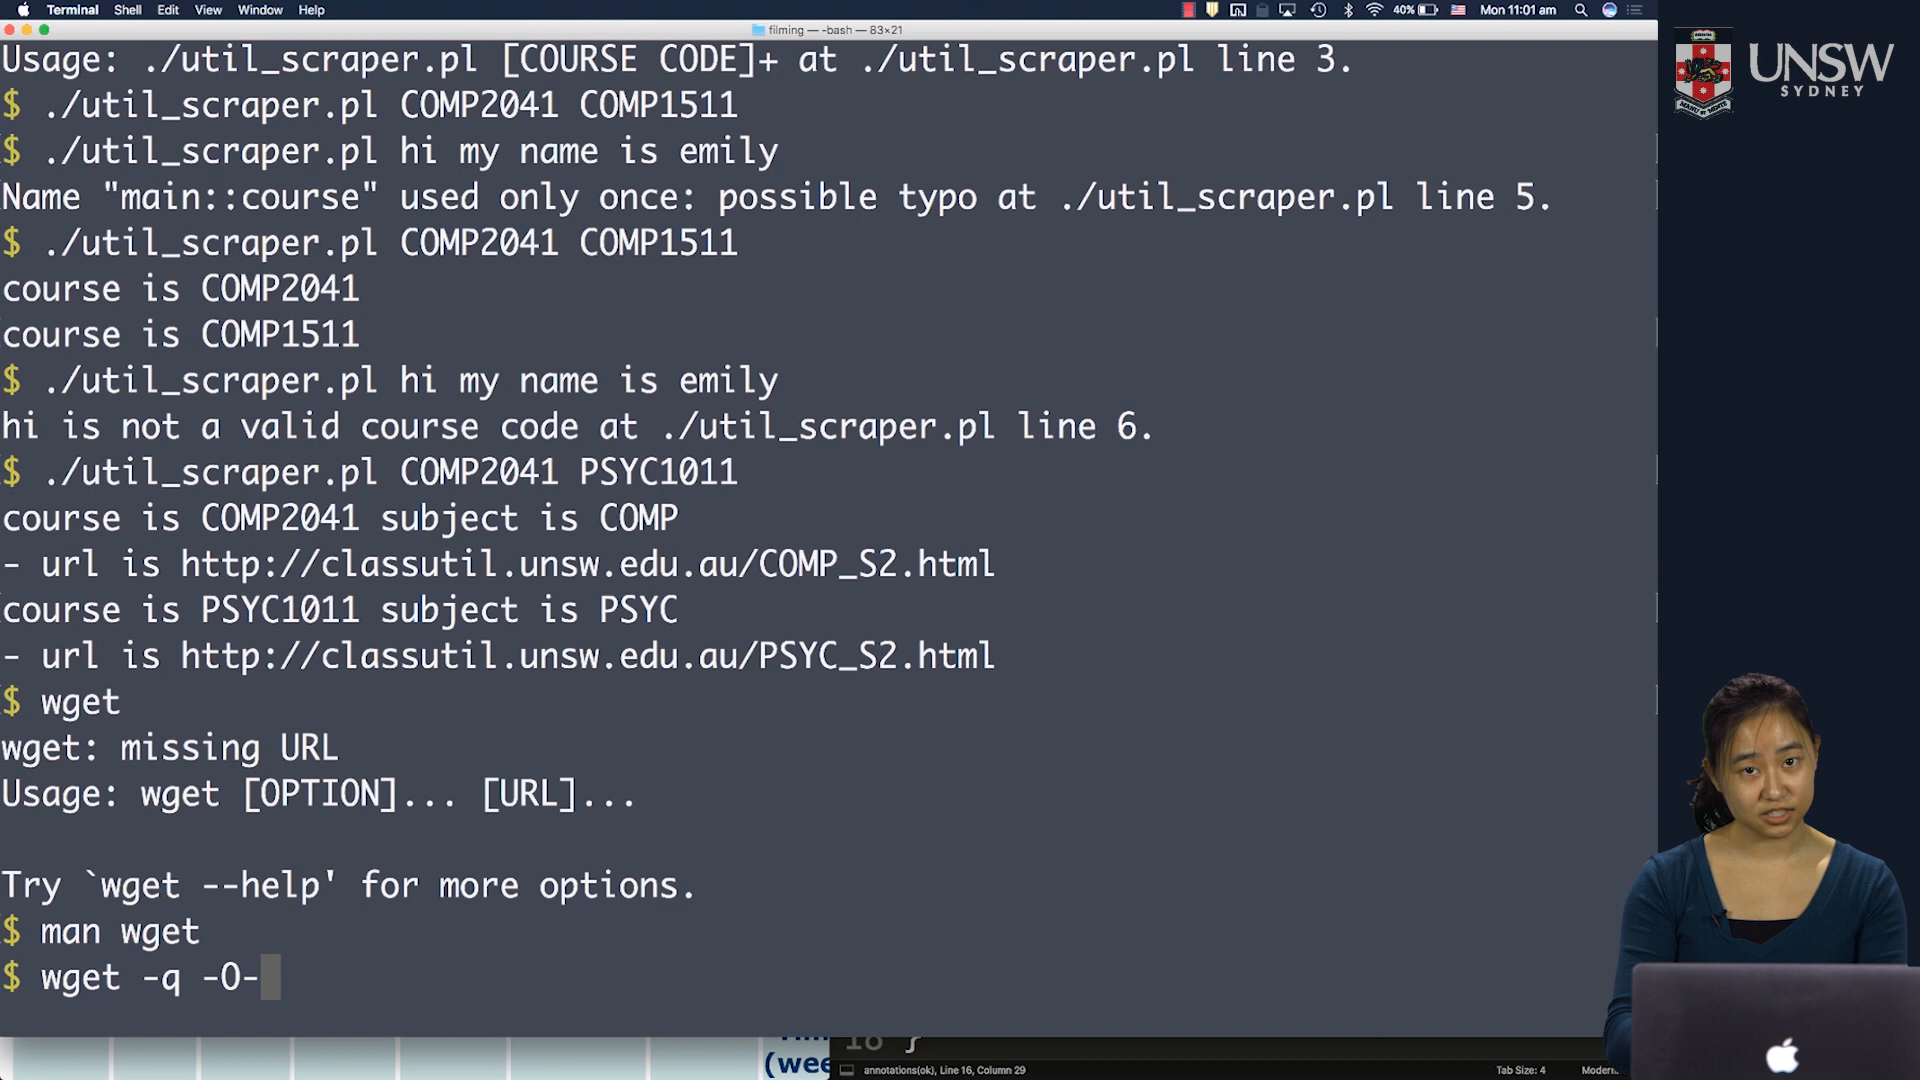 Terminal Shell Edit View Window Help 40% Mon 11:01 am
filming — -bash — 83×21
UNSW
SYDNEY
Usage: ./util_scraper.pl [COURSE CODE]+ at ./util_scraper.pl line 3.
$ ./util_scraper.pl COMP2041 COMP1511
$ ./util_scraper.pl hi my name is emily
Name "main::course" used only once: possible typo at ./util_scraper.pl line 5.
$ ./util_scraper.pl COMP2041 COMP1511
course is COMP2041
course is COMP1511
$ ./util_scraper.pl hi my name is emily
hi is not a valid course code at ./util_scraper.pl line 6.
$ ./util_scraper.pl COMP2041 PSYC1011
course is COMP2041 subject is COMP
- url is http://classutil.unsw.edu.au/COMP_S2.html
course is PSYC1011 subject is PSYC
- url is http://classutil.unsw.edu.au/PSYC_S2.html
$ wget
wget: missing URL
Usage: wget [OPTION]... [URL]...
Try `wget --help' for more options.
$ man wget
$ wget -q -O-
(wee
18 }
annotations(ok), Line 16, Column 29 Tab Size: 4